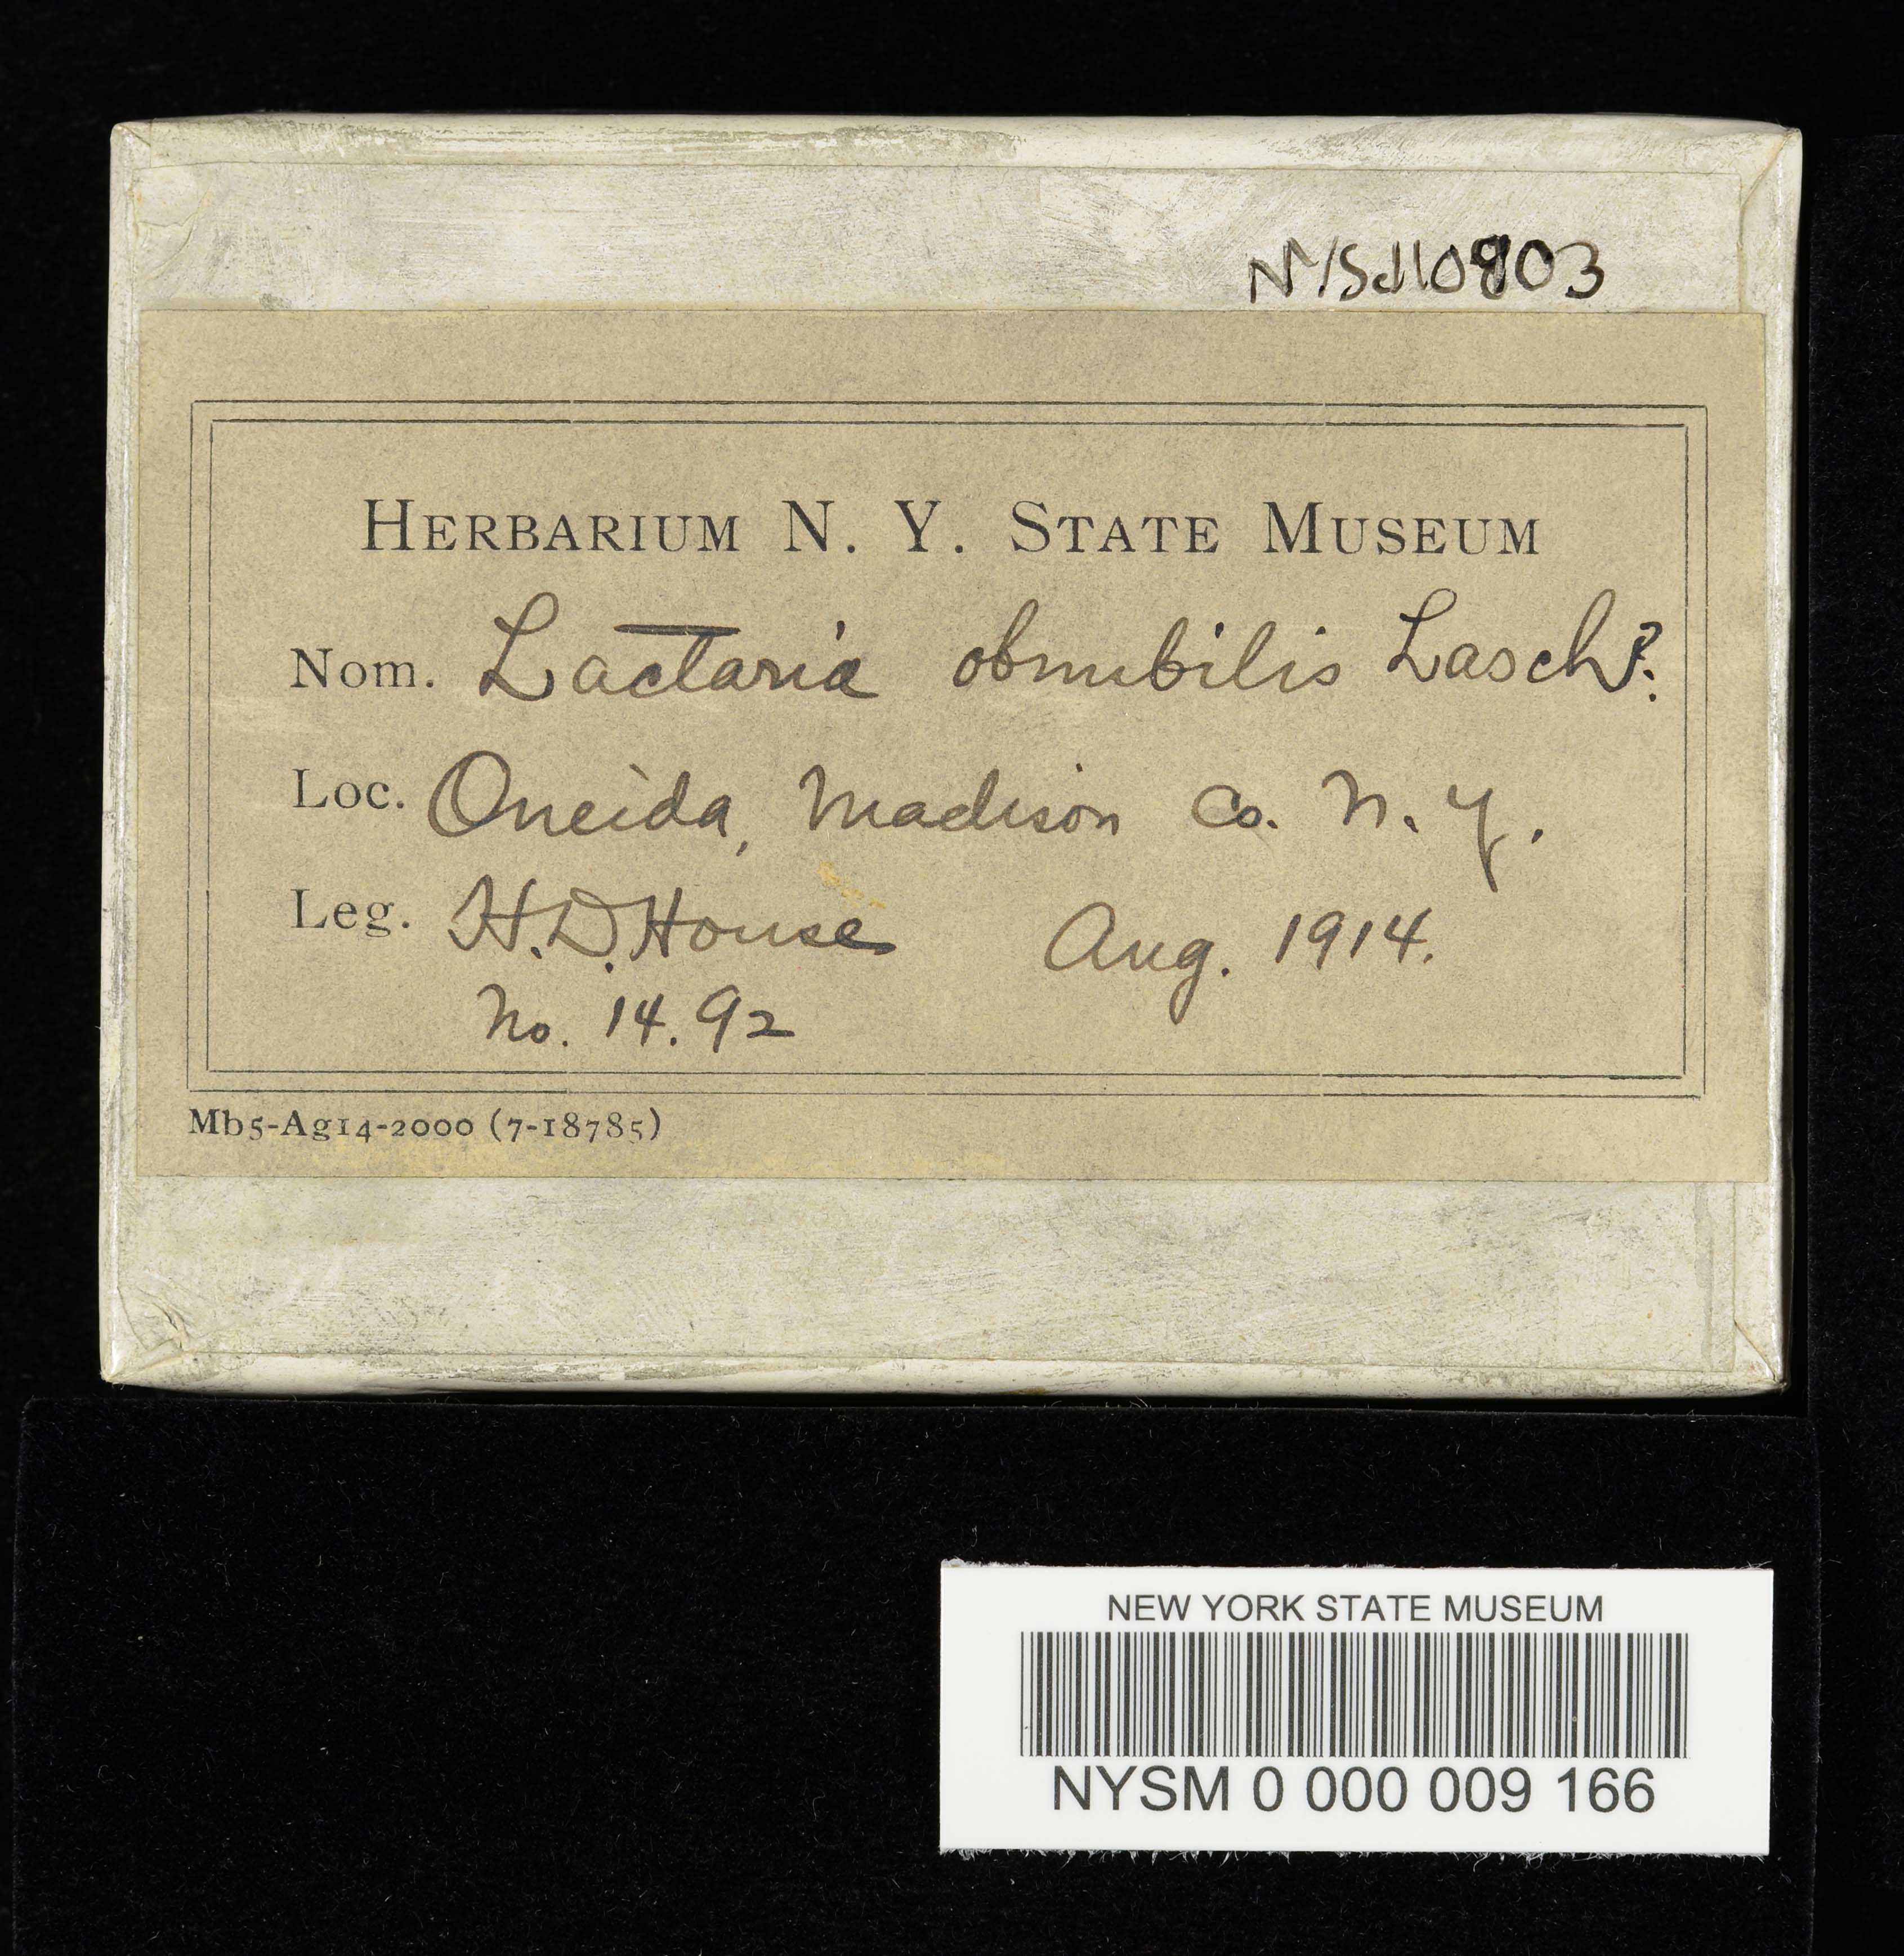 NYSd10803
HERBARIUM N. Y. STATE MUSEUM
Nom. Lactaria obnubilis Lasch?.
Loc. Oneida, Madison Co. N. Y.
Leg. H. D. House Aug. 1914.
No. 14.92
Mb5-Ag14-2000 (7-18785)
NEW YORK STATE MUSEUM
NYSM 0 000 009 166